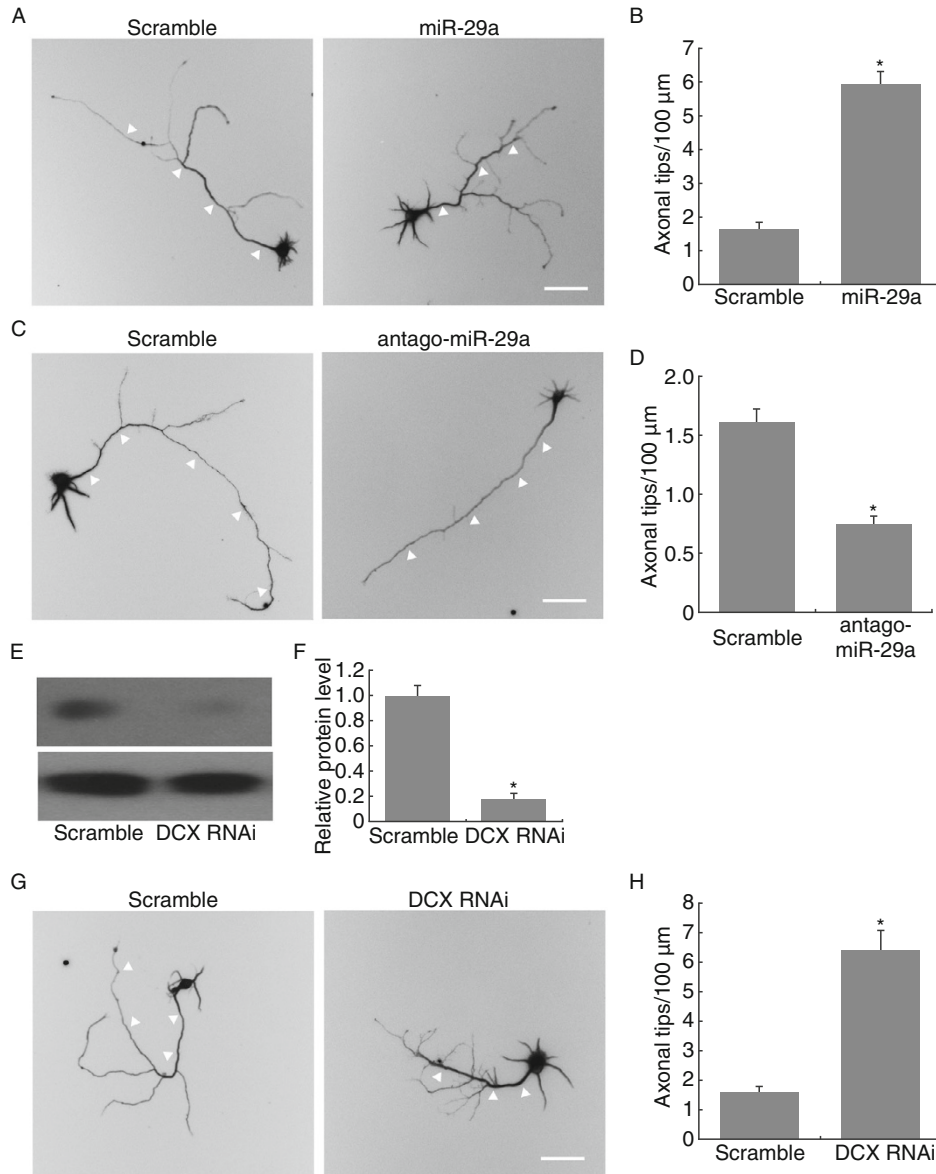 A
Scramble
miR-29a
B
Axonal tips/100 µm
7
6
5
4
3
2
1
0
*
Scramble
miR-29a
C
Scramble
antago-miR-29a
D
Axonal tips/100 µm
2.0
1.5
1.0
0.5
0
*
Scramble
antago-
miR-29a
E
Scramble
DCX RNAi
F
Relative protein level
1.2
1.0
0.8
0.6
0.4
0.2
0
*
Scramble
DCX RNAi
G
Scramble
DCX RNAi
H
Axonal tips/100 µm
8
7
6
5
4
3
2
1
0
*
Scramble
DCX RNAi